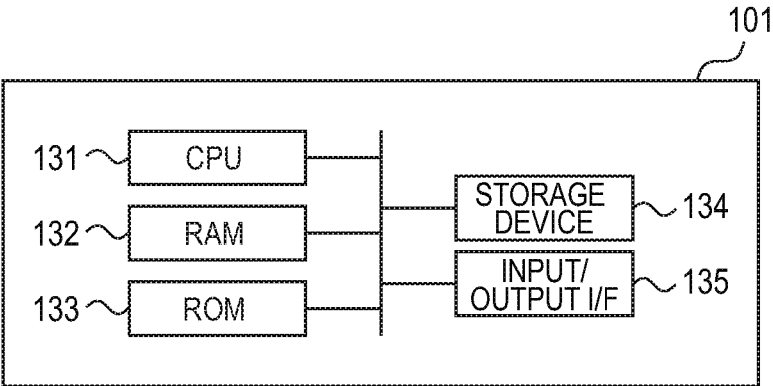 101
131
CPU
132
RAM
133
ROM
STORAGE
DEVICE
134
INPUT/
OUTPUT I/F
135